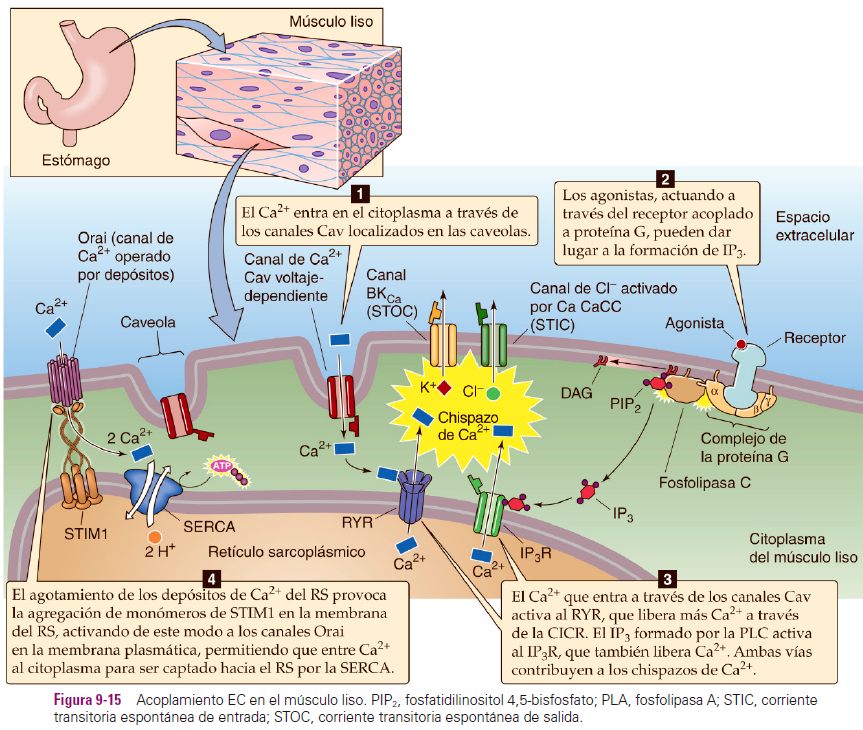 Músculo liso
Estómago
1
El Ca²⁺ entra en el citoplasma a través de
los canales Cav localizados en las caveolas.
2
Los agonistas, actuando a
través del receptor acoplado
a proteína G, pueden dar
lugar a la formación de IP₃.
Espacio
extracelular
Orai (canal de
Ca²⁺ operado
por depósitos)
Ca²⁺
Caveola
Canal de Ca²⁺
Cav voltaje-
dependiente
Canal
BK_Ca
(STOC)
Canal de Cl⁻ activado
por Ca CaCC
(STIC)
Agonista
Receptor
DAG
PIP₂
α
β
γ
Complejo de
la proteína G
Fosfolipasa C
K⁺
Cl⁻
Chispazo
de Ca²⁺
2 Ca²⁺
Ca²⁺
ATP
STIM1
SERCA
2 H⁺
Retículo sarcoplásmico
RYR
Ca²⁺
IP₃R
Ca²⁺
IP₃
Citoplasma
del músculo liso
4
El agotamiento de los depósitos de Ca²⁺ del RS provoca
la agregación de monómeros de STIM1 en la membrana
del RS, activando de este modo a los canales Orai
en la membrana plasmática, permitiendo que entre Ca²⁺
al citoplasma para ser captado hacia el RS por la SERCA.
3
El Ca²⁺ que entra a través de los canales Cav
activa al RYR, que libera más Ca²⁺ a través
de la CICR. El IP₃ formado por la PLC activa
al IP₃R, que también libera Ca²⁺. Ambas vías
contribuyen a los chispazos de Ca²⁺.
Figura 9-15 Acoplamiento EC en el músculo liso. PIP₂, fosfatidilinositol 4,5-bisfosfato; PLA, fosfolipasa A; STIC, corriente
transitoria espontánea de entrada; STOC, corriente transitoria espontánea de salida.